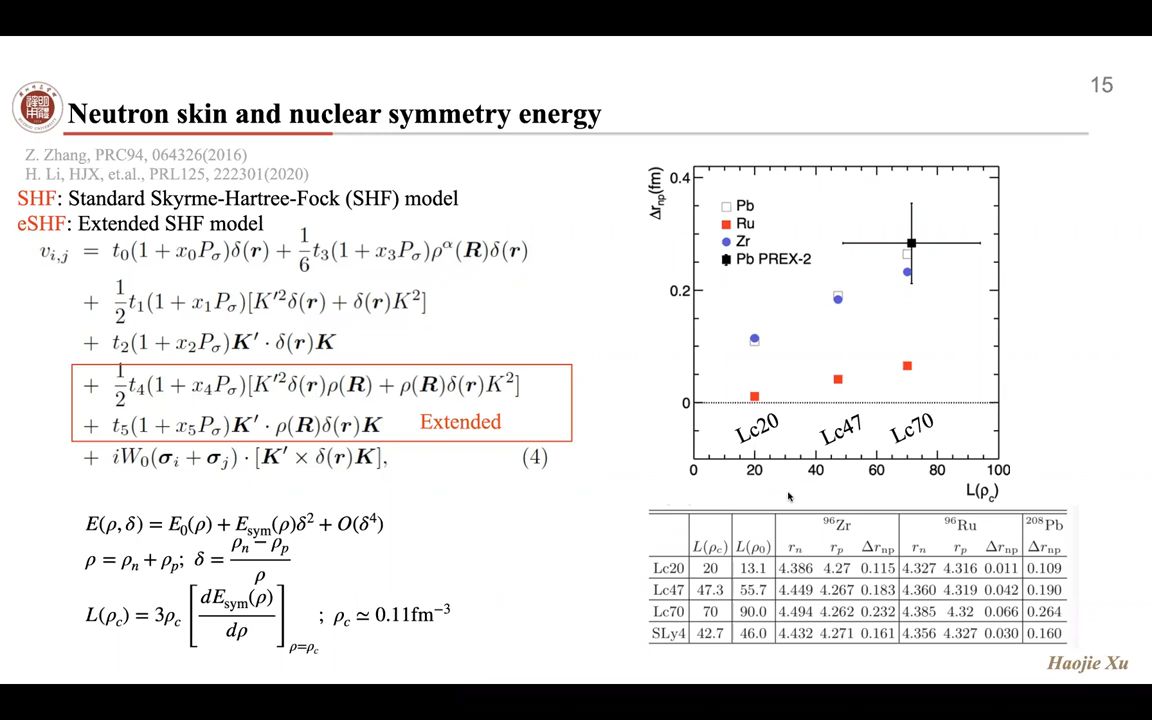 15
Neutron skin and nuclear symmetry energy
Z. Zhang, PRC94, 064326(2016)
H. Li, HJX, et.al., PRL125, 222301(2020)
SHF: Standard Skyrme-Hartree-Fock (SHF) model
eSHF: Extended SHF model
v_{i,j} = t_0(1 + x_0P_σ)δ(r) + 1/6 t_3(1 + x_3P_σ)ρ^α(R)δ(r)
+ 1/2 t_1(1 + x_1P_σ)[K′²δ(r) + δ(r)K²]
+ t_2(1 + x_2P_σ)K′ · δ(r)K
+ 1/2 t_4(1 + x_4P_σ)[K′²δ(r)ρ(R) + ρ(R)δ(r)K²]
+ t_5(1 + x_5P_σ)K′ · ρ(R)δ(r)K Extended
+ iW_0(σ_i + σ_j) · [K′ × δ(r)K], (4)
E(ρ, δ) = E_0(ρ) + E_sym(ρ)δ² + O(δ⁴)
ρ = ρ_n + ρ_p; δ = (ρ_n − ρ_p)/ρ
L(ρ_c) = 3ρ_c [dE_sym(ρ)/dρ]_{ρ=ρ_c} ; ρ_c ≃ 0.11fm⁻³
Δr_np(fm)
0.4
0.2
0
Pb
Ru
Zr
Pb PREX-2
Lc20 Lc47 Lc70
0 20 40 60 80 100
L(ρ_c)
⁹⁶Zr ⁹⁶Ru ²⁰⁸Pb
L(ρ_c) L(ρ_0) r_n r_p Δr_np r_n r_p Δr_np Δr_np
Lc20 20 13.1 4.386 4.27 0.115 4.327 4.316 0.011 0.109
Lc47 47.3 55.7 4.449 4.267 0.183 4.360 4.319 0.042 0.190
Lc70 70 90.0 4.494 4.262 0.232 4.385 4.32 0.066 0.264
SLy4 42.7 46.0 4.432 4.271 0.161 4.356 4.327 0.030 0.160
Haojie Xu